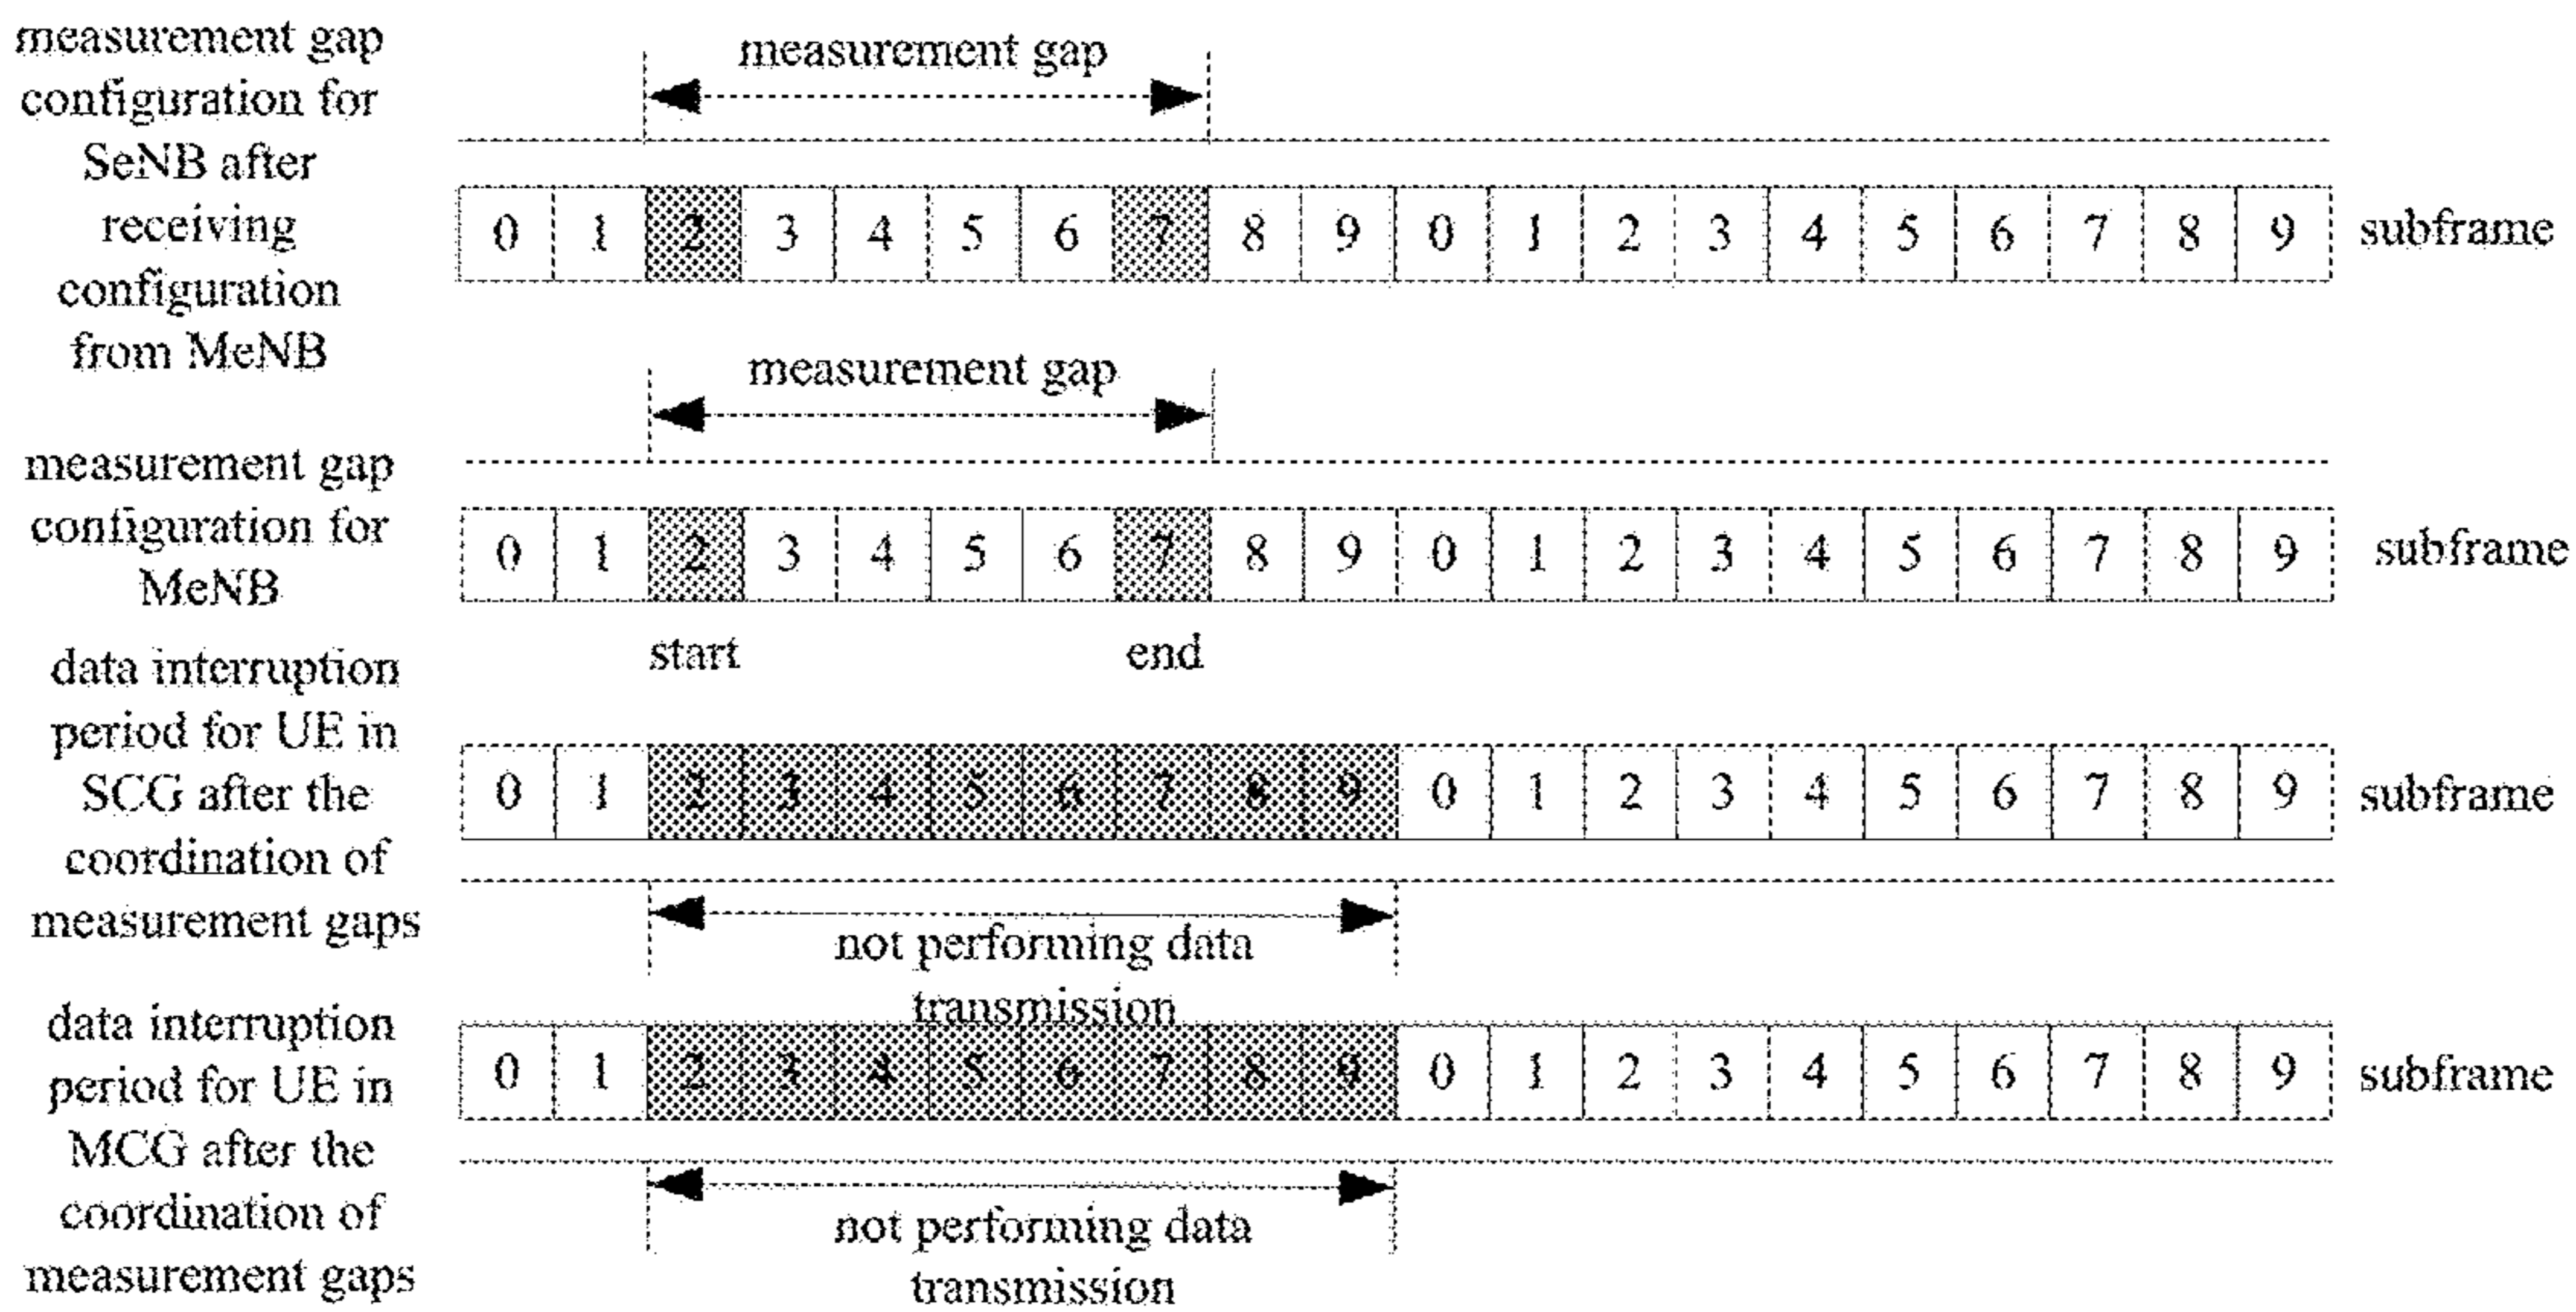 measurement gap
configuration for
SeNB after
receiving
configuration
from MeNB
measurement gap
0 1 2 3 4 5 6 7 8 9 0 1 2 3 4 5 6 7 8 9 subframe
measurement gap
measurement gap
configuration for
MeNB
0 1 2 3 4 5 6 7 8 9 0 1 2 3 4 5 6 7 8 9 subframe
start end
data interruption
period for UE in
SCG after the
coordination of
measurement gaps
0 1 2 3 4 5 6 7 8 9 0 1 2 3 4 5 6 7 8 9 subframe
not performing data
transmission
data interruption
period for UE in
MCG after the
coordination of
measurement gaps
0 1 2 3 4 5 6 7 8 9 0 1 2 3 4 5 6 7 8 9 subframe
not performing data
transmission